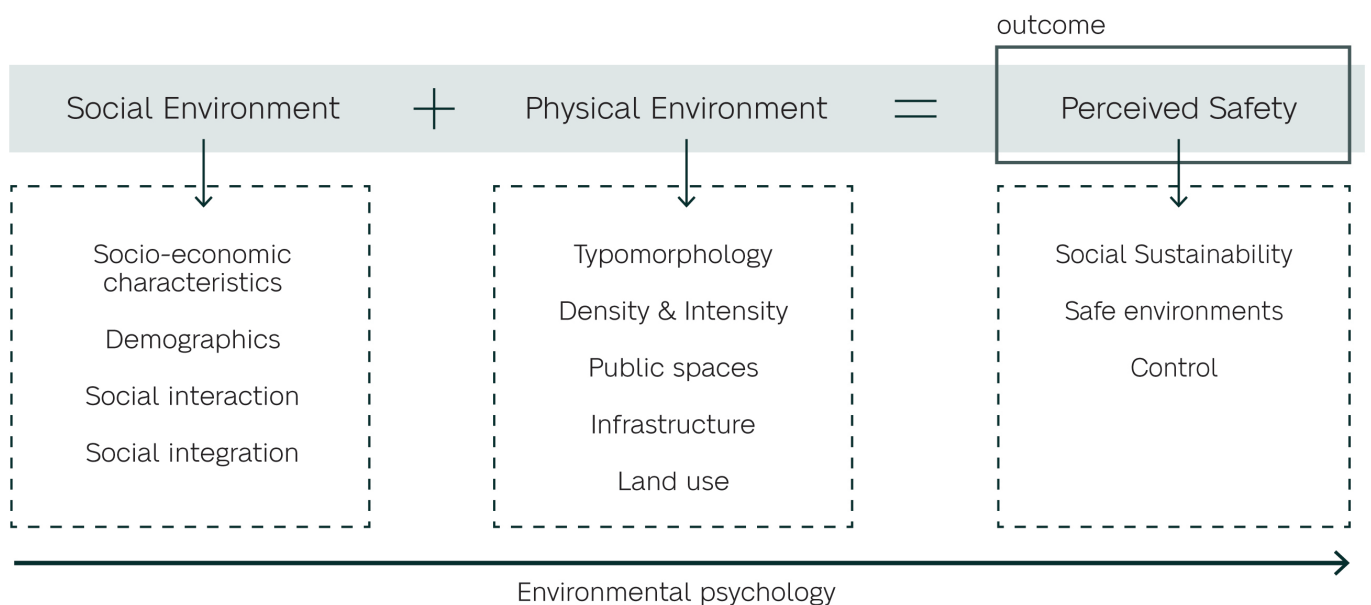 outcome
Social Environment + Physical Environment = Perceived Safety
Socio-economic
characteristics
Demographics
Social interaction
Social integration
Typomorphology
Density & Intensity
Public spaces
Infrastructure
Land use
Social Sustainability
Safe environments
Control
Environmental psychology